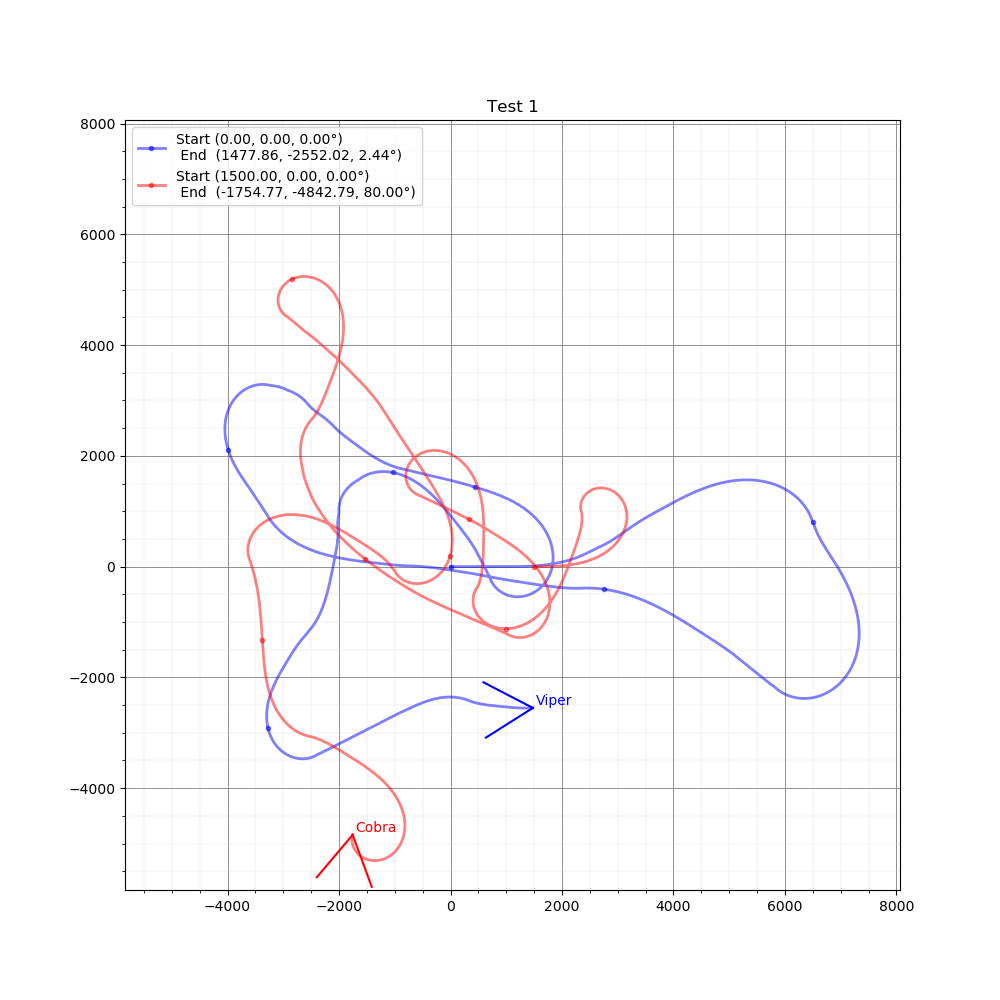 Test 1
8000
Start (0.00, 0.00, 0.00°)
End  (1477.86, -2552.02, 2.44°)
Start (1500.00, 0.00, 0.00°)
End  (-1754.77, -4842.79, 80.00°)
6000
4000
2000
0
−2000
Viper
−4000
Cobra
−4000 −2000 0 2000 4000 6000 8000